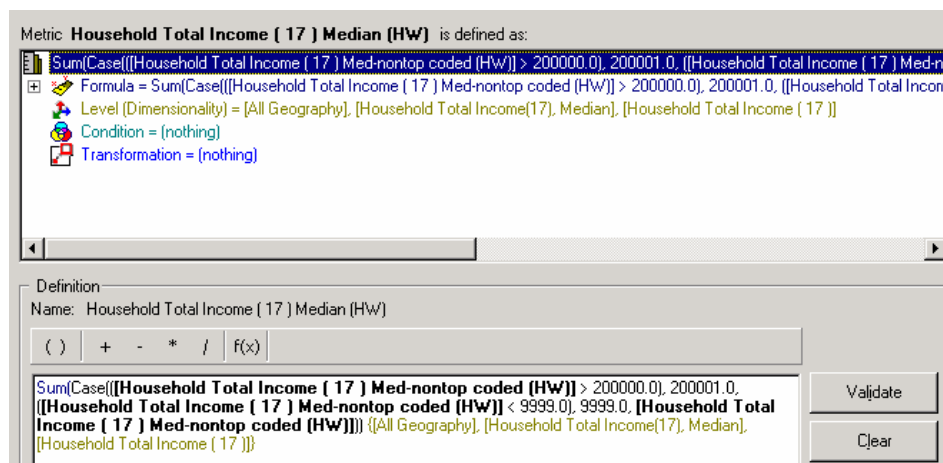 Metric Household Total Income ( 17 ) Median (HW) is defined as:
Sum(Case(([Household Total Income ( 17 ) Med-nontop coded (HW)] > 200000.0), 200001.0, ([Household Total Income ( 17 ) Med-n
Formula = Sum(Case(([Household Total Income ( 17 ) Med-nontop coded (HW)] > 200000.0), 200001.0, ([Household Total Incon
Level (Dimensionality) = [All Geography], [Household Total Income(17), Median], [Household Total Income ( 17 )]
Condition = (nothing)
Transformation = (nothing)
Definition
Name: Household Total Income ( 17 ) Median (HW)
( ) + - * / f(x)
Sum(Case(([Household Total Income ( 17 ) Med-nontop coded (HW)] > 200000.0), 200001.0,
([Household Total Income ( 17 ) Med-nontop coded (HW)] < 9999.0), 9999.0, [Household Total
Income ( 17 ) Med-nontop coded (HW)])) {[All Geography], [Household Total Income(17), Median],
[Household Total Income ( 17 )]}
Validate
Clear